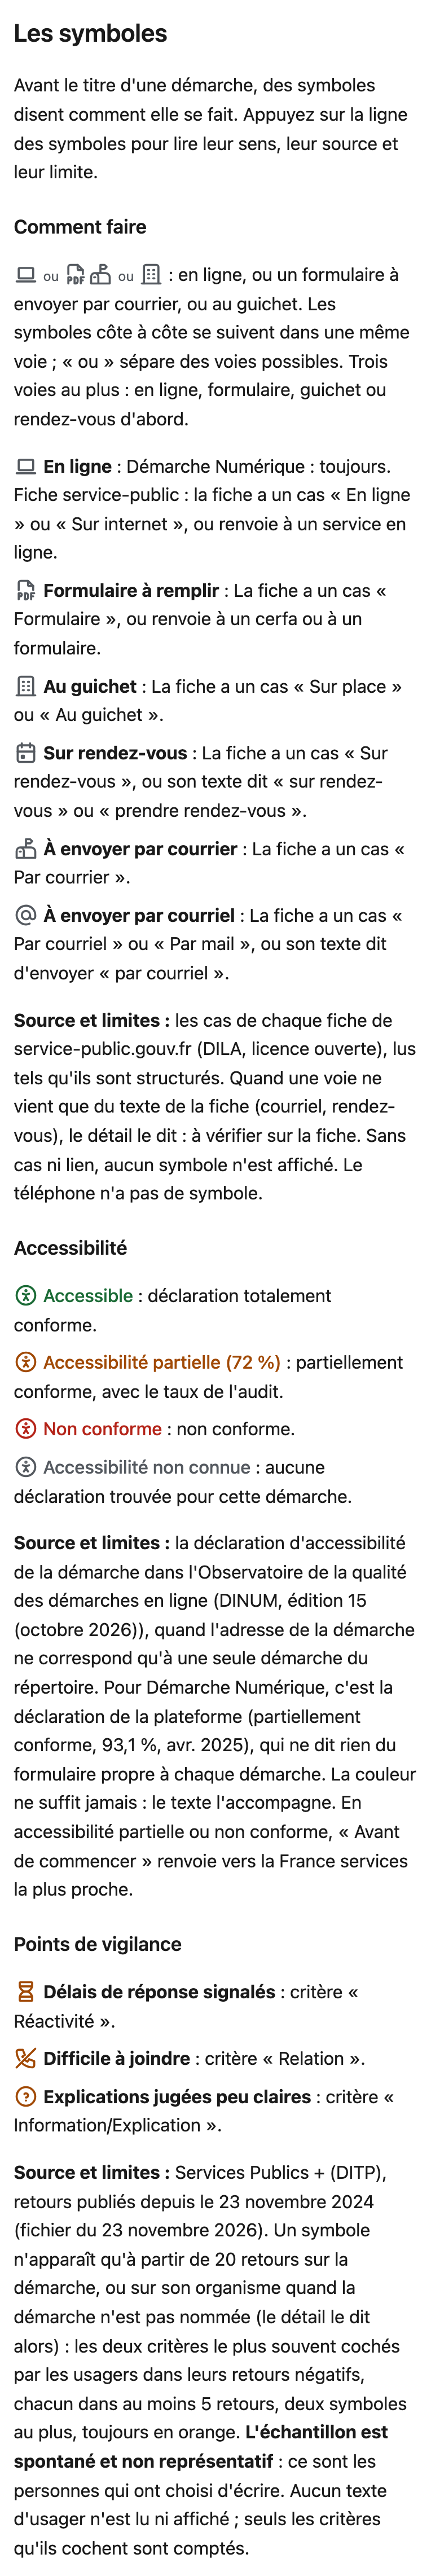 Les symboles
Avant le titre d'une démarche, des symboles
disent comment elle se fait. Appuyez sur la ligne
des symboles pour lire leur sens, leur source et
leur limite.
Comment faire
ou PDF ou : en ligne, ou un formulaire à
envoyer par courrier, ou au guichet. Les
symboles côte à côte se suivent dans une même
voie ; « ou » sépare des voies possibles. Trois
voies au plus : en ligne, formulaire, guichet ou
rendez-vous d'abord.
En ligne : Démarche Numérique : toujours.
Fiche service-public : la fiche a un cas « En ligne
» ou « Sur internet », ou renvoie à un service en
ligne.
PDF Formulaire à remplir : La fiche a un cas «
Formulaire », ou renvoie à un cerfa ou à un
formulaire.
Au guichet : La fiche a un cas « Sur place »
ou « Au guichet ».
Sur rendez-vous : La fiche a un cas « Sur
rendez-vous », ou son texte dit « sur rendez-
vous » ou « prendre rendez-vous ».
À envoyer par courrier : La fiche a un cas «
Par courrier ».
À envoyer par courriel : La fiche a un cas «
Par courriel » ou « Par mail », ou son texte dit
d'envoyer « par courriel ».
Source et limites : les cas de chaque fiche de
service-public.gouv.fr (DILA, licence ouverte), lus
tels qu'ils sont structurés. Quand une voie ne
vient que du texte de la fiche (courriel, rendez-
vous), le détail le dit : à vérifier sur la fiche. Sans
cas ni lien, aucun symbole n'est affiché. Le
téléphone n'a pas de symbole.
Accessibilité
Accessible : déclaration totalement
conforme.
Accessibilité partielle (72 %) : partiellement
conforme, avec le taux de l'audit.
Non conforme : non conforme.
Accessibilité non connue : aucune
déclaration trouvée pour cette démarche.
Source et limites : la déclaration d'accessibilité
de la démarche dans l'Observatoire de la qualité
des démarches en ligne (DINUM, édition 15
(octobre 2026)), quand l'adresse de la démarche
ne correspond qu'à une seule démarche du
répertoire. Pour Démarche Numérique, c'est la
déclaration de la plateforme (partiellement
conforme, 93,1 %, avr. 2025), qui ne dit rien du
formulaire propre à chaque démarche. La couleur
ne suffit jamais : le texte l'accompagne. En
accessibilité partielle ou non conforme, « Avant
de commencer » renvoie vers la France services
la plus proche.
Points de vigilance
Délais de réponse signalés : critère «
Réactivité ».
Difficile à joindre : critère « Relation ».
Explications jugées peu claires : critère «
Information/Explication ».
Source et limites : Services Publics + (DITP),
retours publiés depuis le 23 novembre 2024
(fichier du 23 novembre 2026). Un symbole
n'apparaît qu'à partir de 20 retours sur la
démarche, ou sur son organisme quand la
démarche n'est pas nommée (le détail le dit
alors) : les deux critères le plus souvent cochés
par les usagers dans leurs retours négatifs,
chacun dans au moins 5 retours, deux symboles
au plus, toujours en orange. L'échantillon est
spontané et non représentatif : ce sont les
personnes qui ont choisi d'écrire. Aucun texte
d'usager n'est lu ni affiché ; seuls les critères
qu'ils cochent sont comptés.